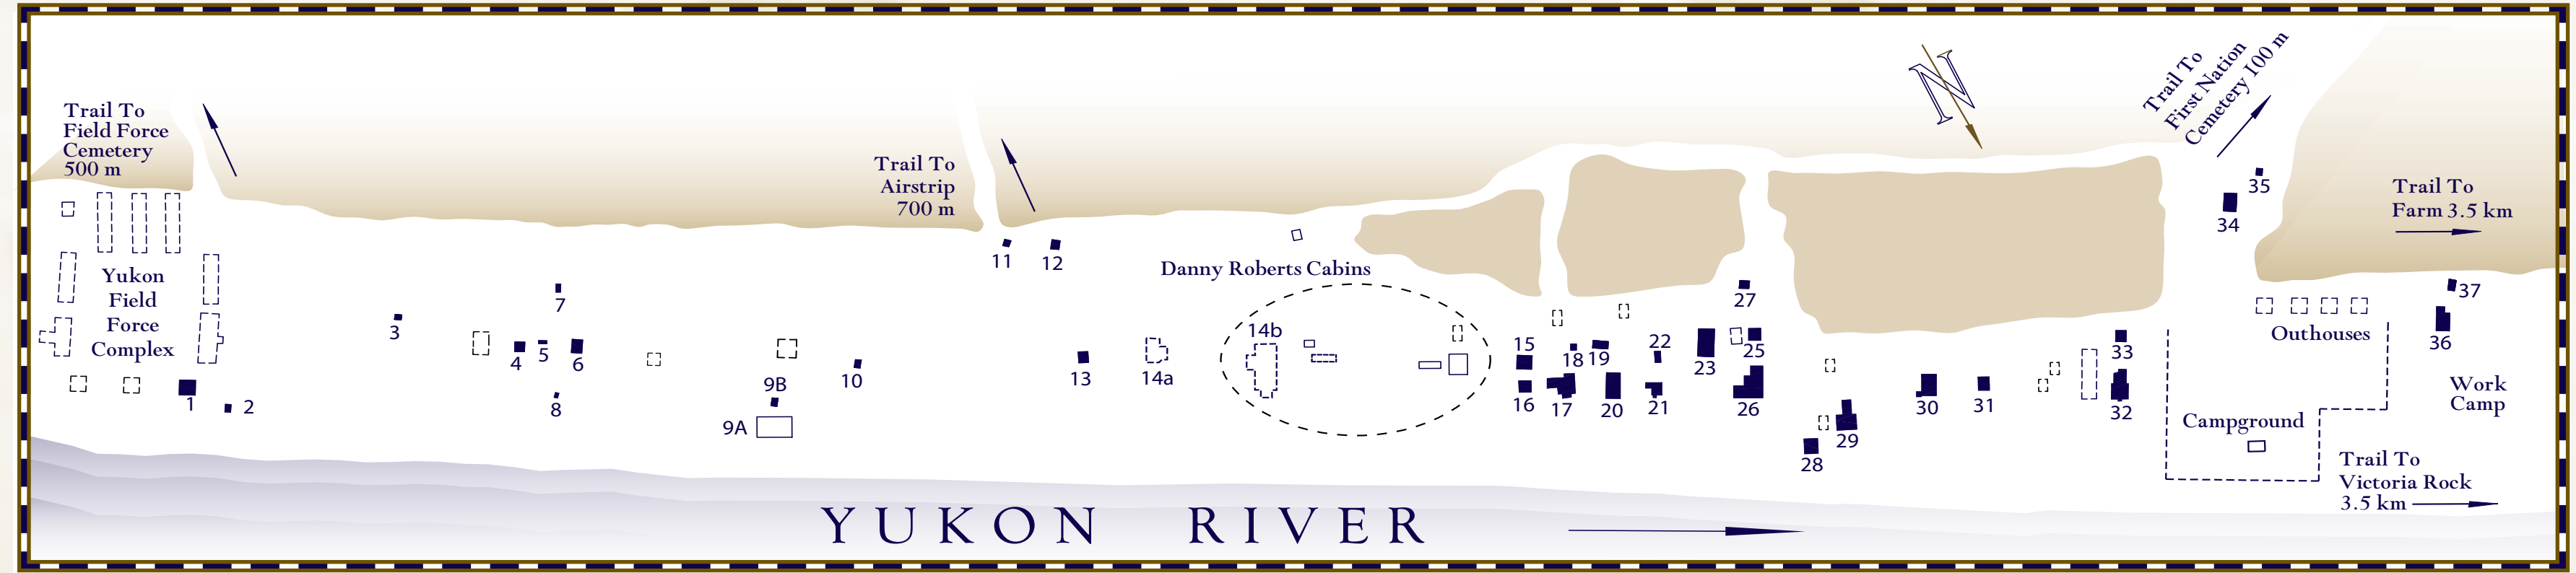 Trail To
Field Force
Cemetery
500 m
Yukon
Field
Force
Complex
1
2
3
4
5
6
7
8
9A
9B
10
Trail To
Airstrip
700 m
11
12
13
14a
Danny Roberts Cabins
14b
15
16
17
18
19
20
21
22
23
25
26
27
28
29
30
31
32
33
N
Trail To
First Nation
Cemetery 100 m
34
35
Trail To
Farm 3.5 km
37
36
Outhouses
Work
Camp
Campground
Trail To
Victoria Rock
3.5 km
YUKON RIVER